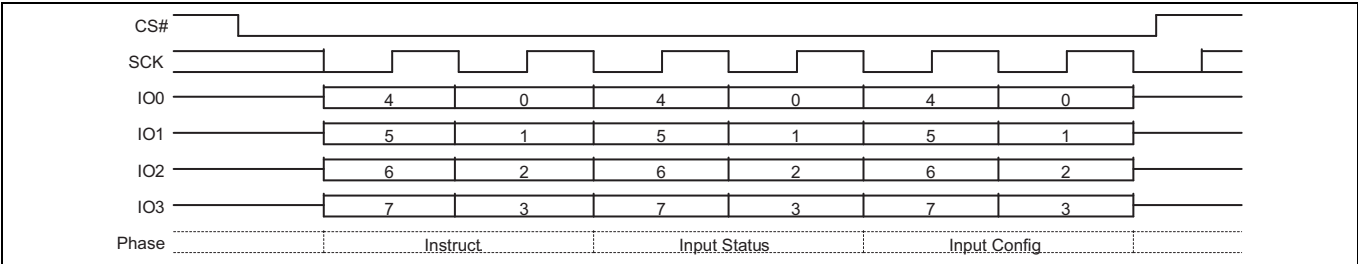 CS#
SCK
IO0 4 0 4 0 4 0
IO1 5 1 5 1 5 1
IO2 6 2 6 2 6 2
IO3 7 3 7 3 7 3
Phase Instruct. Input Status Input Config